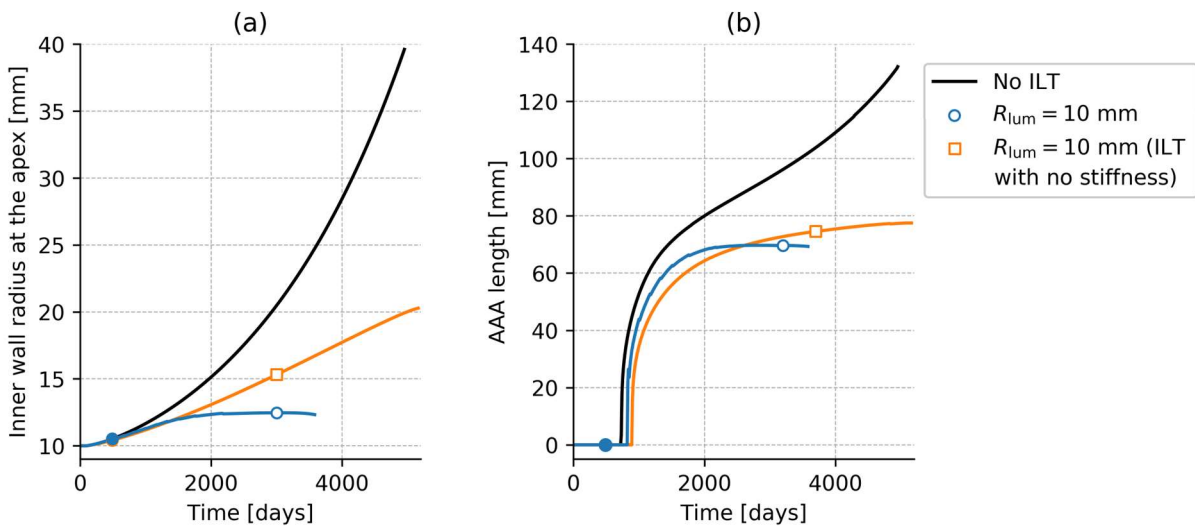 (a)
40
35
30
25
20
15
10
Inner wall radius at the apex [mm]
0
2000
4000
Time [days]
(b)
140
120
100
80
60
40
20
0
AAA length [mm]
0
2000
4000
Time [days]
No ILT
R_lum = 10 mm
R_lum = 10 mm (ILT
with no stiffness)